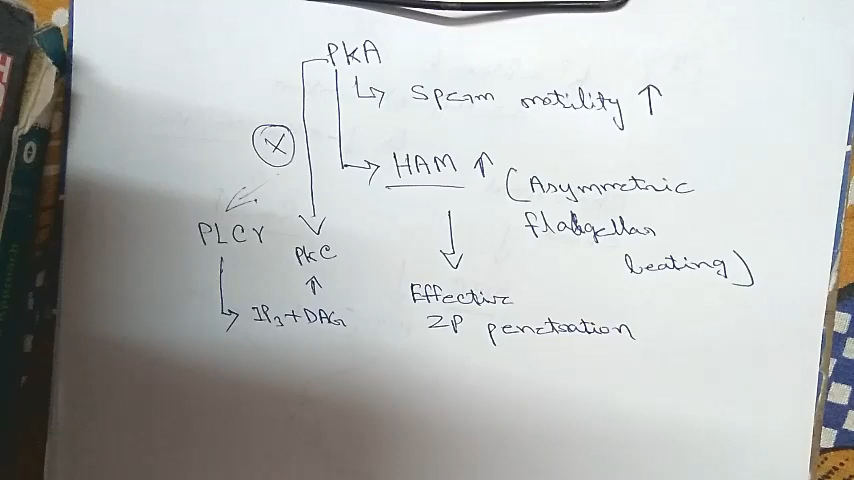 PKA
↳ Sperm motility ↑
X
→ HAM ↑ (Asymmetric
flagellar
beating)
PLCγ
PKC
↑
↳ IP3 + DAG
Effective
ZP penetration